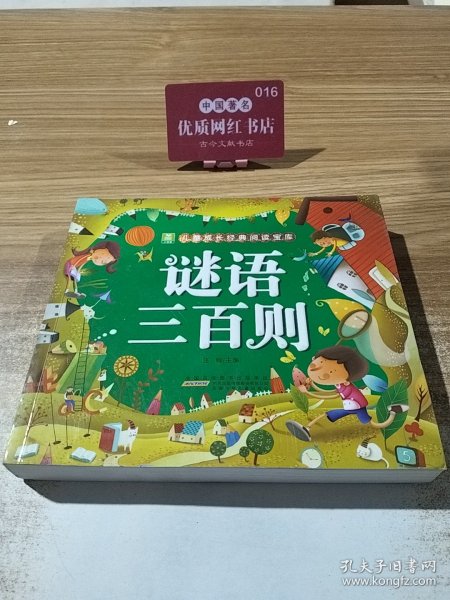 016
中国著名
优质网红书店
古今文献书店
儿童成长经典阅读宝库
谜语
三百则
主编
孔夫子旧书网
www.kongfz.com